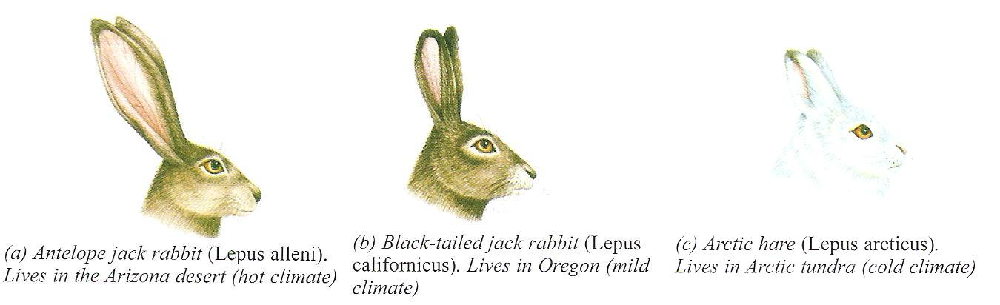 (a) Antelope jack rabbit (Lepus alleni).
Lives in the Arizona desert (hot climate)
(b) Black-tailed jack rabbit (Lepus
californicus). Lives in Oregon (mild
climate)
(c) Arctic hare (Lepus arcticus).
Lives in Arctic tundra (cold climate)